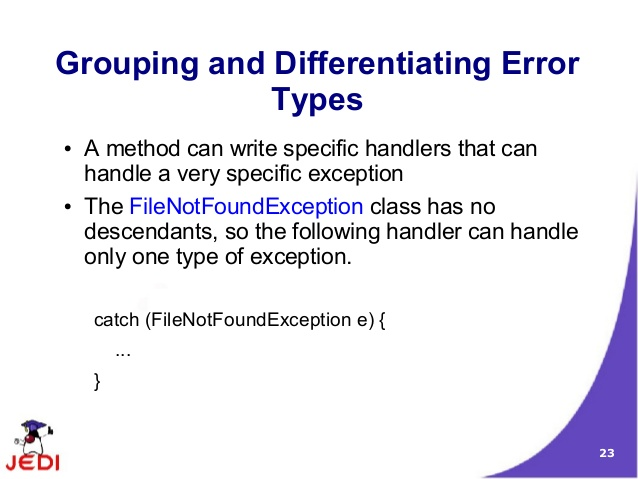 Grouping and Differentiating Error
Types
• A method can write specific handlers that can
handle a very specific exception
• The FileNotFoundException class has no
descendants, so the following handler can handle
only one type of exception.
catch (FileNotFoundException e) {
...
}
JEDI
23